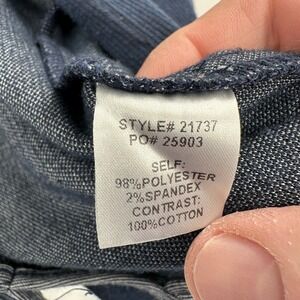 STYLE# 21737
PO# 25903
SELF:
98%POLYESTER
2%SPANDEX
CONTRAST:
100%COTTON